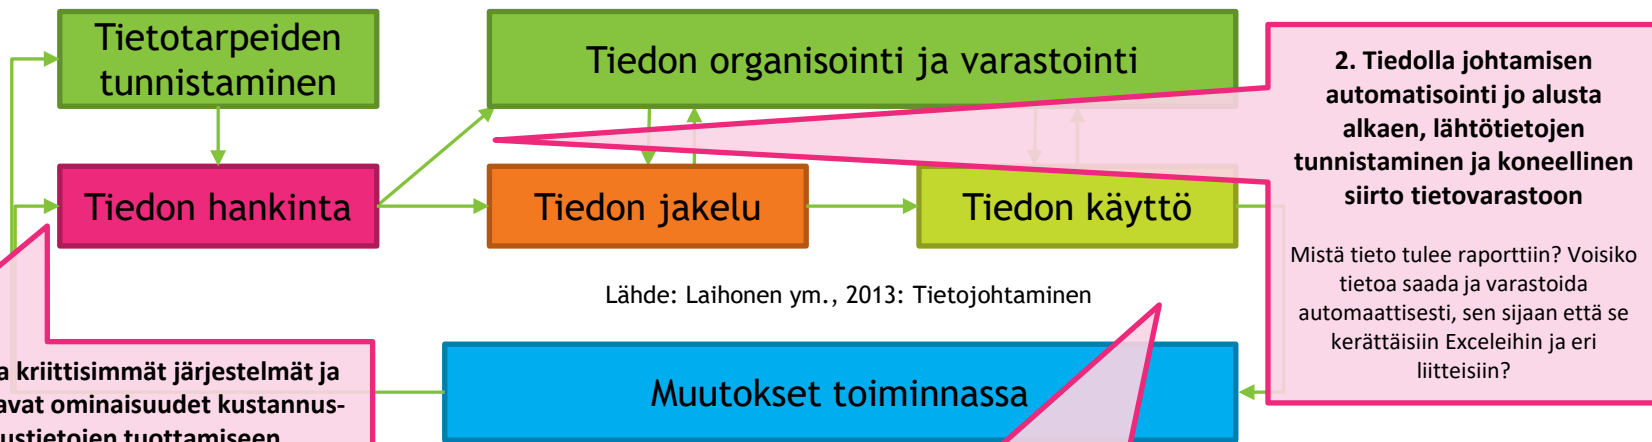 Tietotarpeiden
tunnistaminen
Tiedon organisointi ja varastointi
2. Tiedolla johtamisen
automatisointi jo alusta
alkaen, lähtötietojen
tunnistaminen ja koneellinen
siirto tietovarastoon
Mistä tieto tulee raporttiin? Voisiko
tietoa saada ja varastoida
automaattisesti, sen sijaan että se
kerättäisiin Exceleihin ja eri
liitteisiin?
Tiedon hankinta
Tiedon jakelu
Tiedon käyttö
Lähde: Laihonen ym., 2013: Tietojohtaminen
kriittisimmät järjestelmät ja
ominaisuudet kustannus-
tuottamiseen
Muutokset toiminnassa